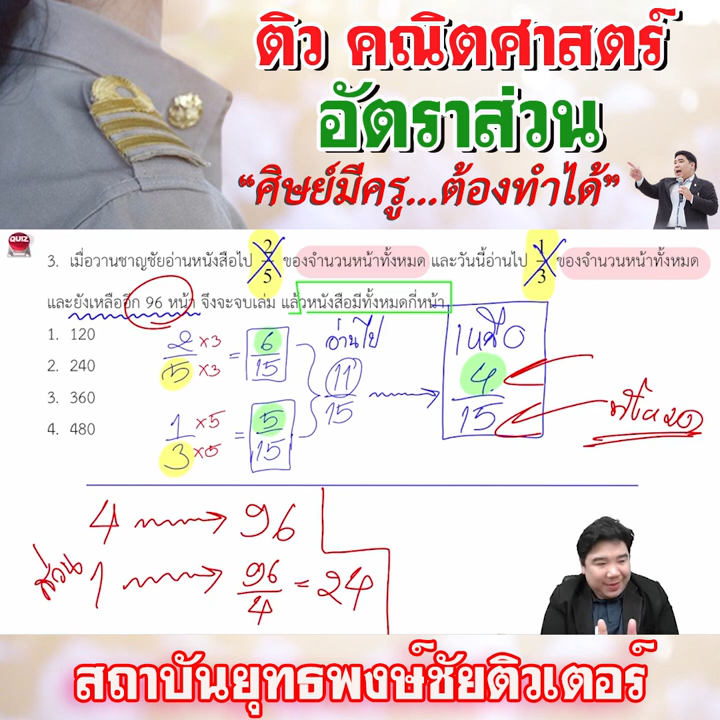 ติว คณิตศาสตร์
อัตราส่วน
“ศิษย์มีครู...ต้องทำได้”
QUIZ
3. เมื่อวานชาญชัยอ่านหนังสือไป 2/5 ของจำนวนหน้าทั้งหมด และวันนี้อ่านไป 1/3 ของจำนวนหน้าทั้งหมด
และยังเหลืออีก 96 หน้า จึงจะจบเล่ม แล้วหนังสือมีทั้งหมดกี่หน้า
1. 120
2. 240
3. 360
4. 480
2/5 ×3/×3 = 6/15
1/3 ×5/×5 = 5/15
อ่านไป
11/15
เหลือ
4/15
ทั้งหมด
4 → 96
ส่วน 1 → 96/4 = 24
สถาบันยุทธพงษ์ชัยติวเตอร์